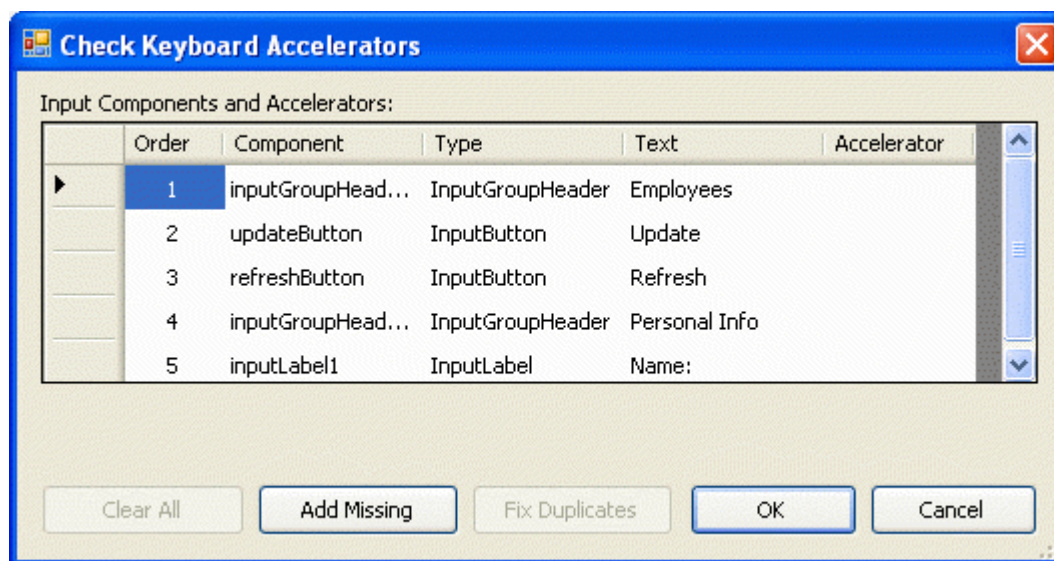 Check Keyboard Accelerators
Input Components and Accelerators:
Order Component Type Text Accelerator
1 inputGroupHead... InputGroupHeader Employees
2 updateButton InputButton Update
3 refreshButton InputButton Refresh
4 inputGroupHead... InputGroupHeader Personal Info
5 inputLabel1 InputLabel Name:
Clear All Add Missing Fix Duplicates OK Cancel